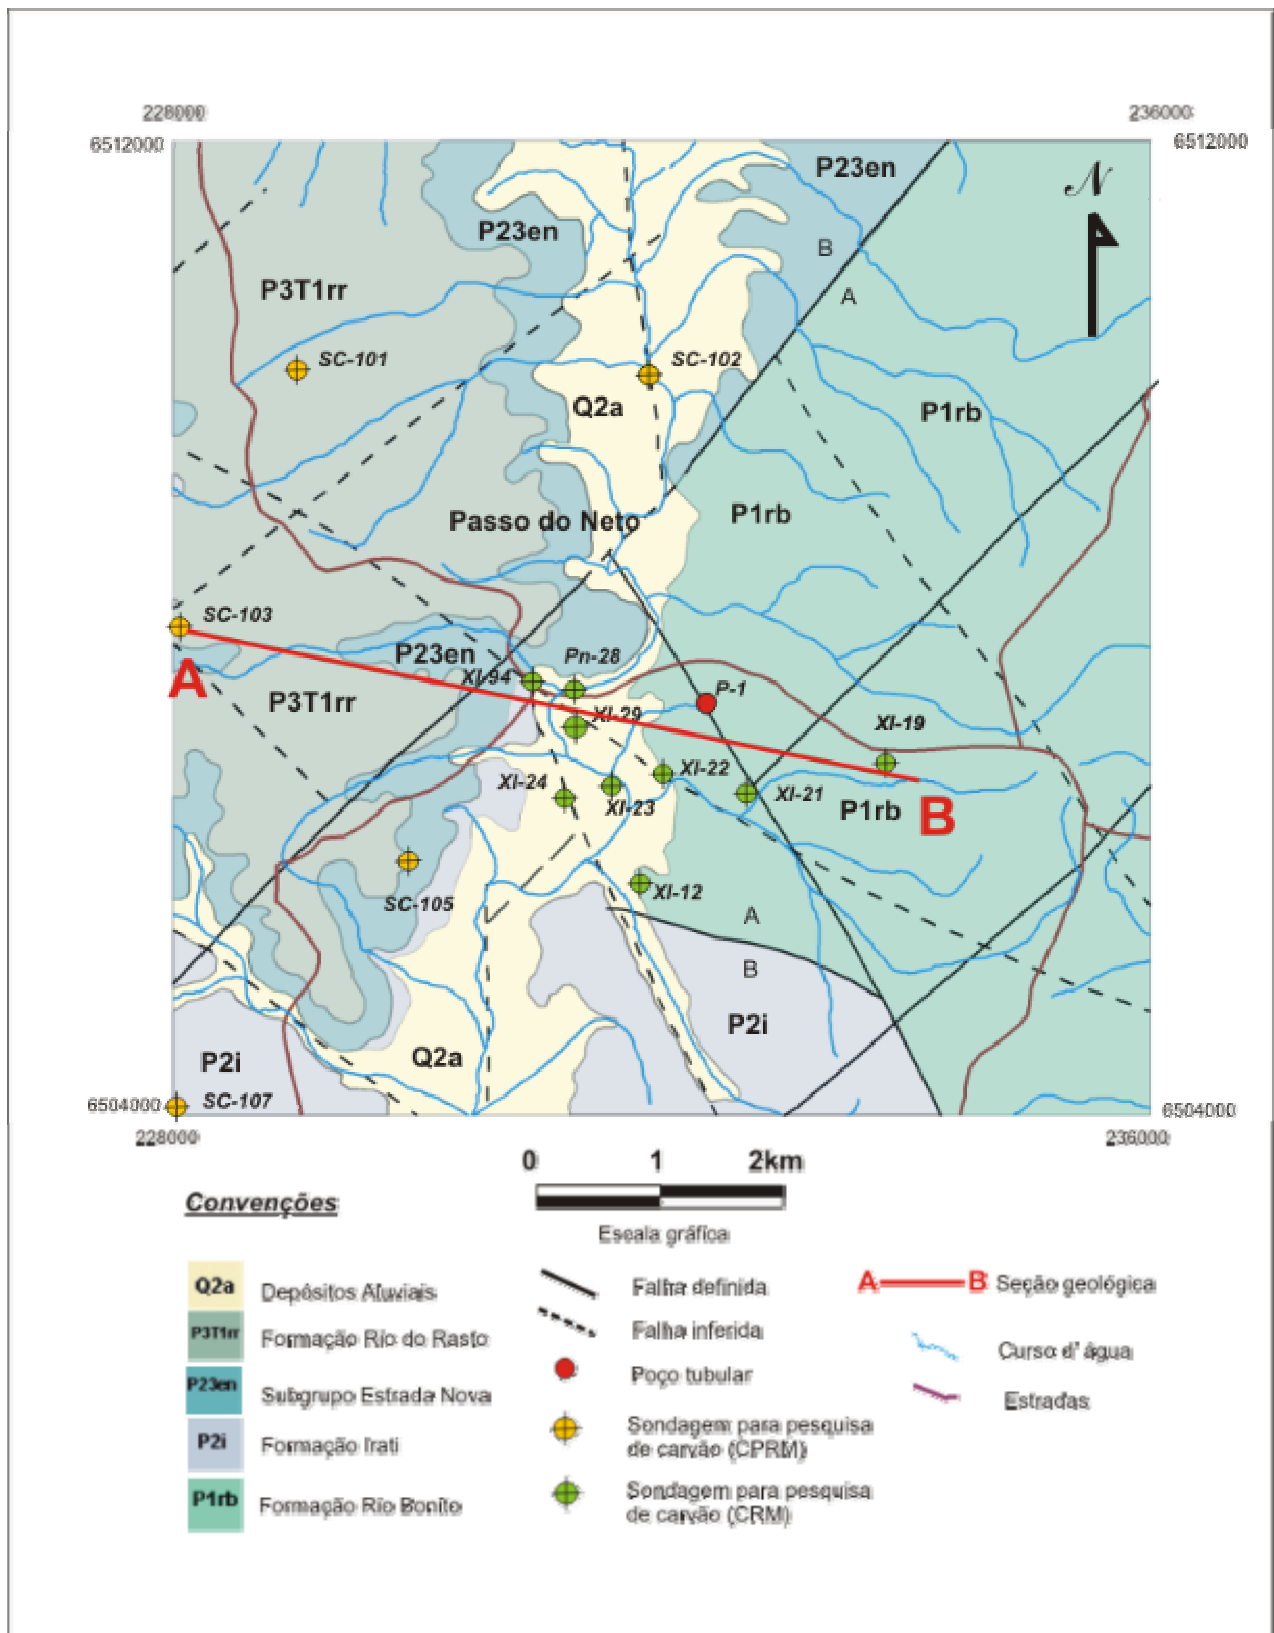 228000
236000
6512000
6512000
N
P23en
P23en
B
A
P3T1rr
SC-101
SC-102
Q2a
P1rb
P1rb
Passo do Neto
SC-103
P23en
Pn-28
A
XI-94
P3T1rr
P-1
XI-29
XI-19
XI-22
XI-24
XI-21
XI-23
P1rb
B
SC-105
XI-12
A
B
P2i
P2i
Q2a
SC-107
6504000
6504000
228000
236000
0 1 2km
Escala gráfica
Convenções
Q2a Depósitos Aluviais
P3T1rr Formação Rio do Rasto
P23en Subgrupo Estrada Nova
P2i Formação Irati
P1rb Formação Rio Bonito
Falha definida
Falha inferida
Poço tubular
Sondagem para pesquisa
de carvão (CPRM)
Sondagem para pesquisa
de carvão (CRM)
A B Seção geológica
Curso d' água
Estradas